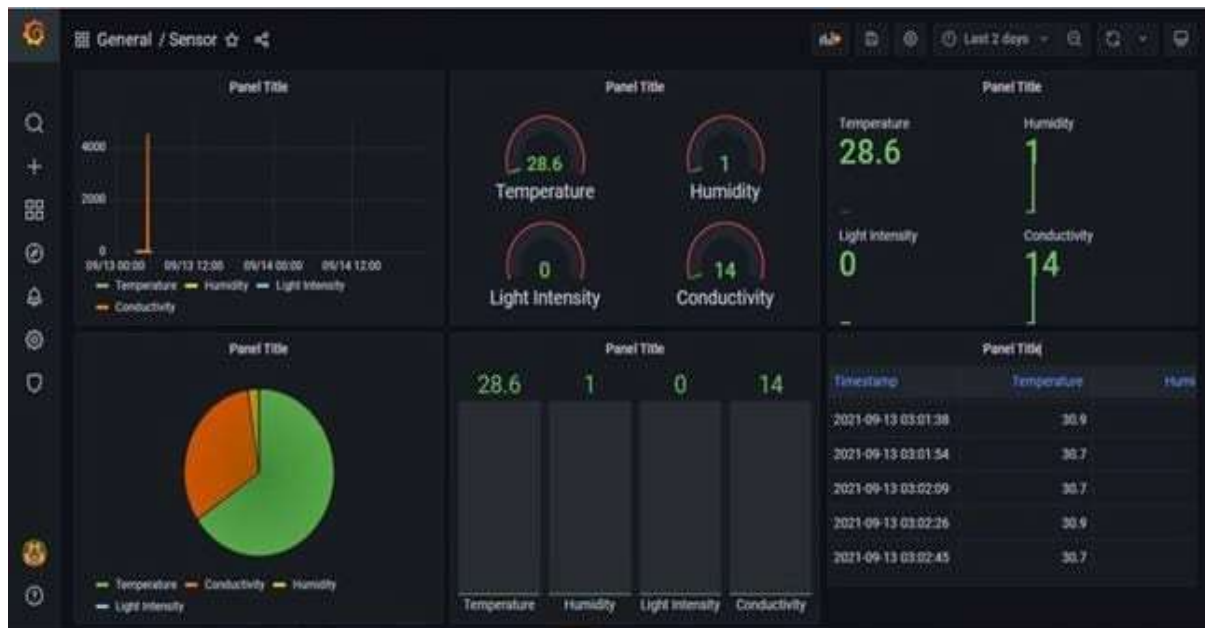 General / Sensor
Last 2 days
Panel Title
4000
2000
0
09/13 00:00 09/13 12:00 09/14 00:00 09/14 12:00
Temperature Humidity Light Intensity
Conductivity
Panel Title
28.6 1
Temperature Humidity
0 14
Light Intensity Conductivity
Panel Title
Temperature Humidity
28.6 1
Light Intensity Conductivity
0 14
Panel Title
Temperature Conductivity Humidity
Light Intensity
Panel Title
28.6 1 0 14
Temperature Humidity Light Intensity Conductivity
Panel Title
Timestamp Temperature Humi
2021-09-13 03:01:38 30.9
2021-09-13 03:01:54 30.7
2021-09-13 03:02:09 30.7
2021-09-13 03:02:26 30.9
2021-09-13 03:02:45 30.7